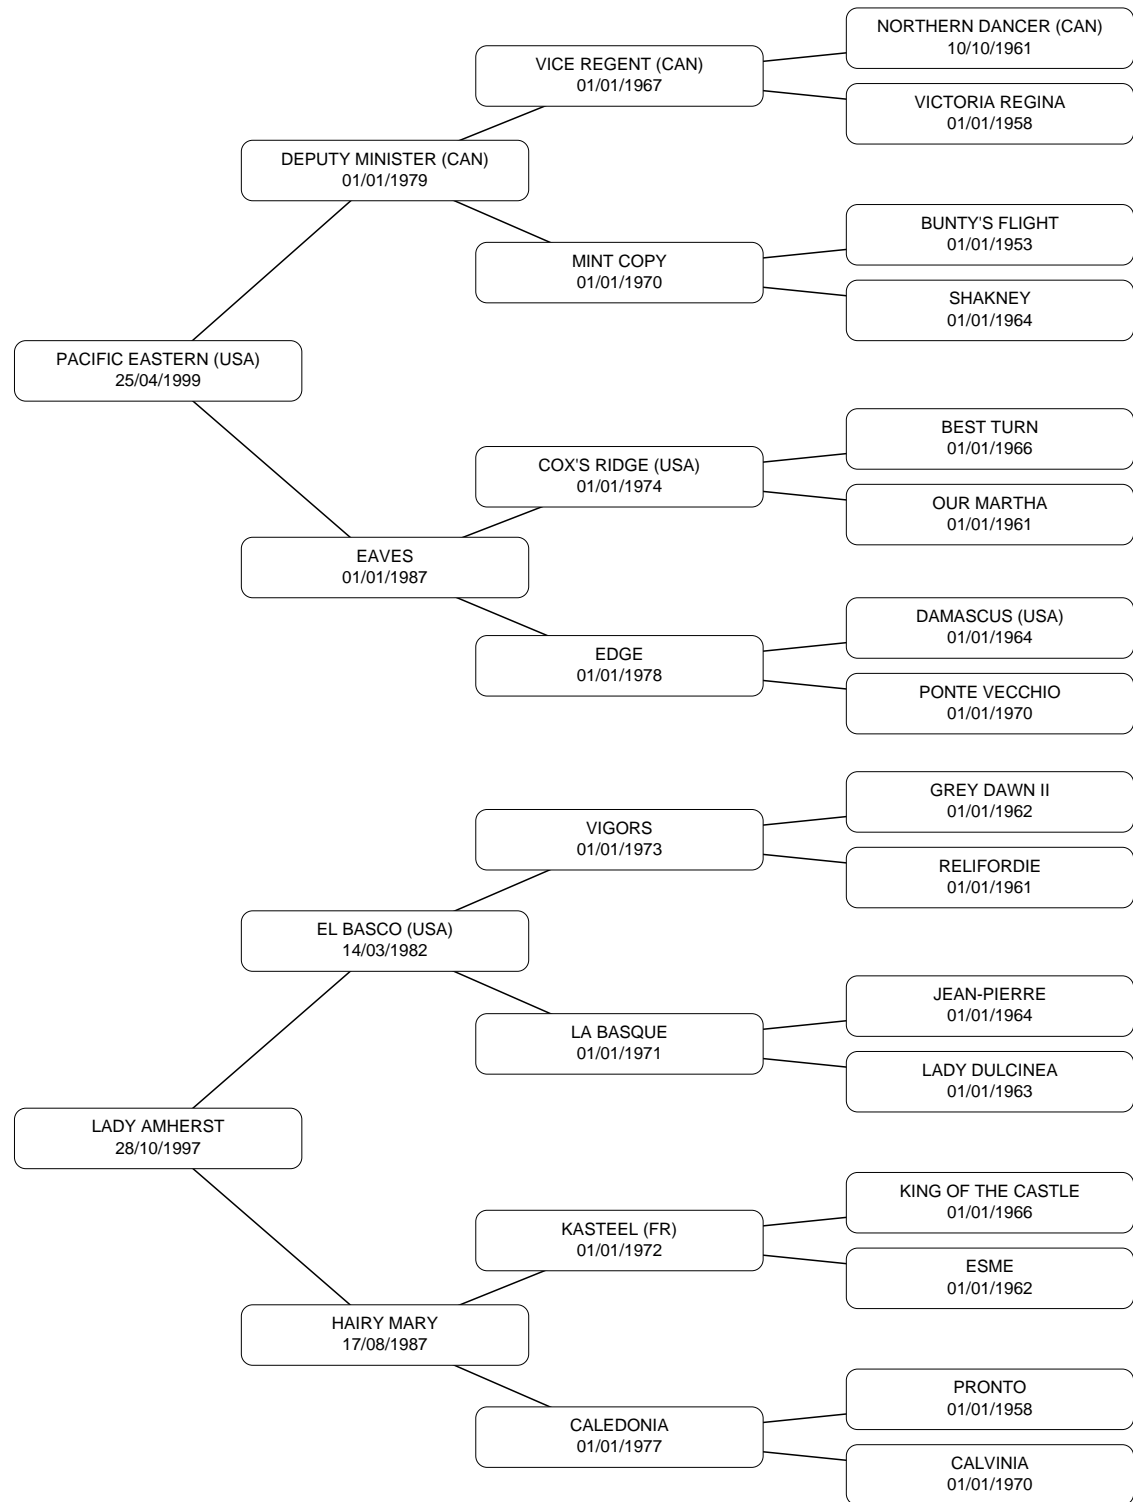 NORTHERN DANCER (CAN)
10/10/1961
VICE REGENT (CAN)
01/01/1967
VICTORIA REGINA
01/01/1958
DEPUTY MINISTER (CAN)
01/01/1979
BUNTY'S FLIGHT
01/01/1953
MINT COPY
01/01/1970
SHAKNEY
01/01/1964
PACIFIC EASTERN (USA)
25/04/1999
BEST TURN
01/01/1966
COX'S RIDGE (USA)
01/01/1974
OUR MARTHA
01/01/1961
EAVES
01/01/1987
DAMASCUS (USA)
01/01/1964
EDGE
01/01/1978
PONTE VECCHIO
01/01/1970
GREY DAWN II
01/01/1962
VIGORS
01/01/1973
RELIFORDIE
01/01/1961
EL BASCO (USA)
14/03/1982
JEAN-PIERRE
01/01/1964
LA BASQUE
01/01/1971
LADY DULCINEA
01/01/1963
LADY AMHERST
28/10/1997
KING OF THE CASTLE
01/01/1966
KASTEEL (FR)
01/01/1972
ESME
01/01/1962
HAIRY MARY
17/08/1987
PRONTO
01/01/1958
CALEDONIA
01/01/1977
CALVINIA
01/01/1970